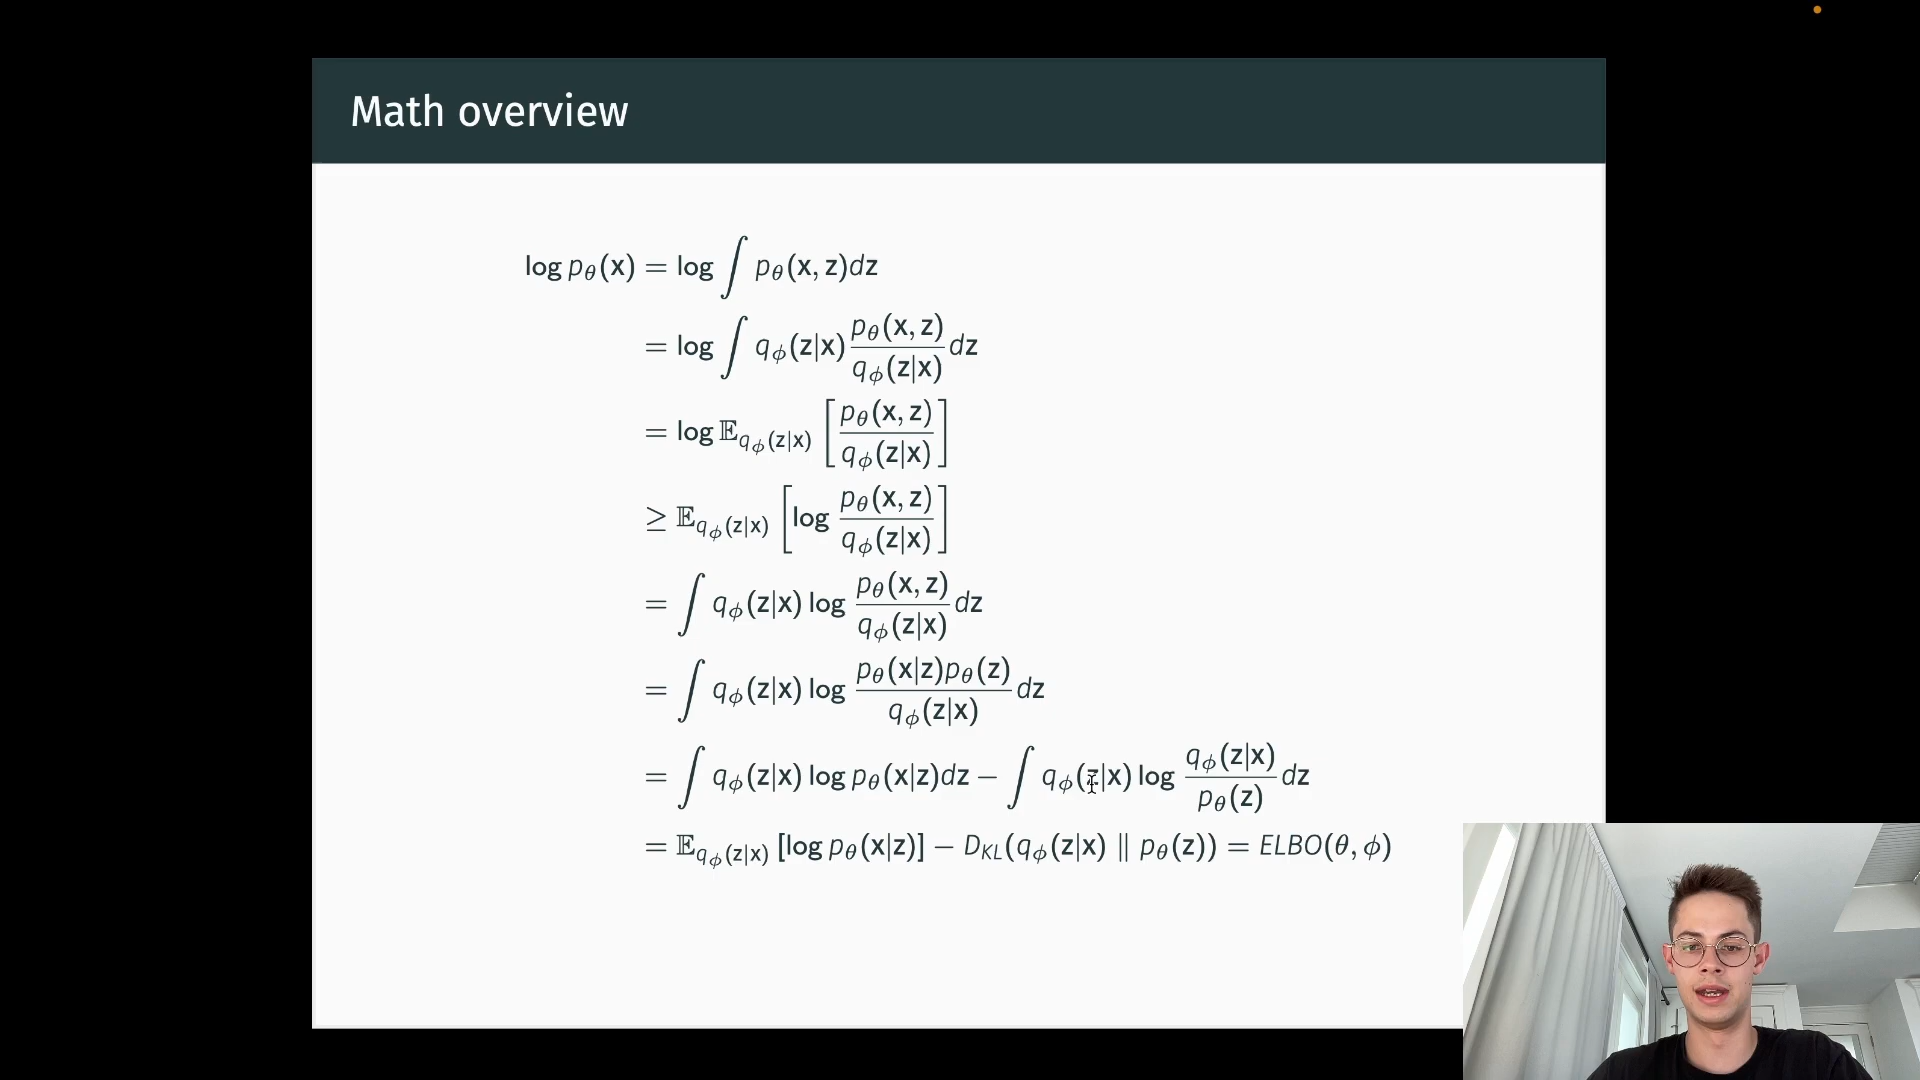 Math overview
log pθ(x) = log ∫ pθ(x, z)dz
= log ∫ qϕ(z|x) pθ(x, z) / qϕ(z|x) dz
= log 𝔼qϕ(z|x) [ pθ(x, z) / qϕ(z|x) ]
≥ 𝔼qϕ(z|x) [ log pθ(x, z) / qϕ(z|x) ]
= ∫ qϕ(z|x) log pθ(x, z) / qϕ(z|x) dz
= ∫ qϕ(z|x) log pθ(x|z)pθ(z) / qϕ(z|x) dz
= ∫ qϕ(z|x) log pθ(x|z)dz − ∫ qϕ(z|x) log qϕ(z|x) / pθ(z) dz
= 𝔼qϕ(z|x) [log pθ(x|z)] − DKL(qϕ(z|x) ∥ pθ(z)) = ELBO(θ, ϕ)